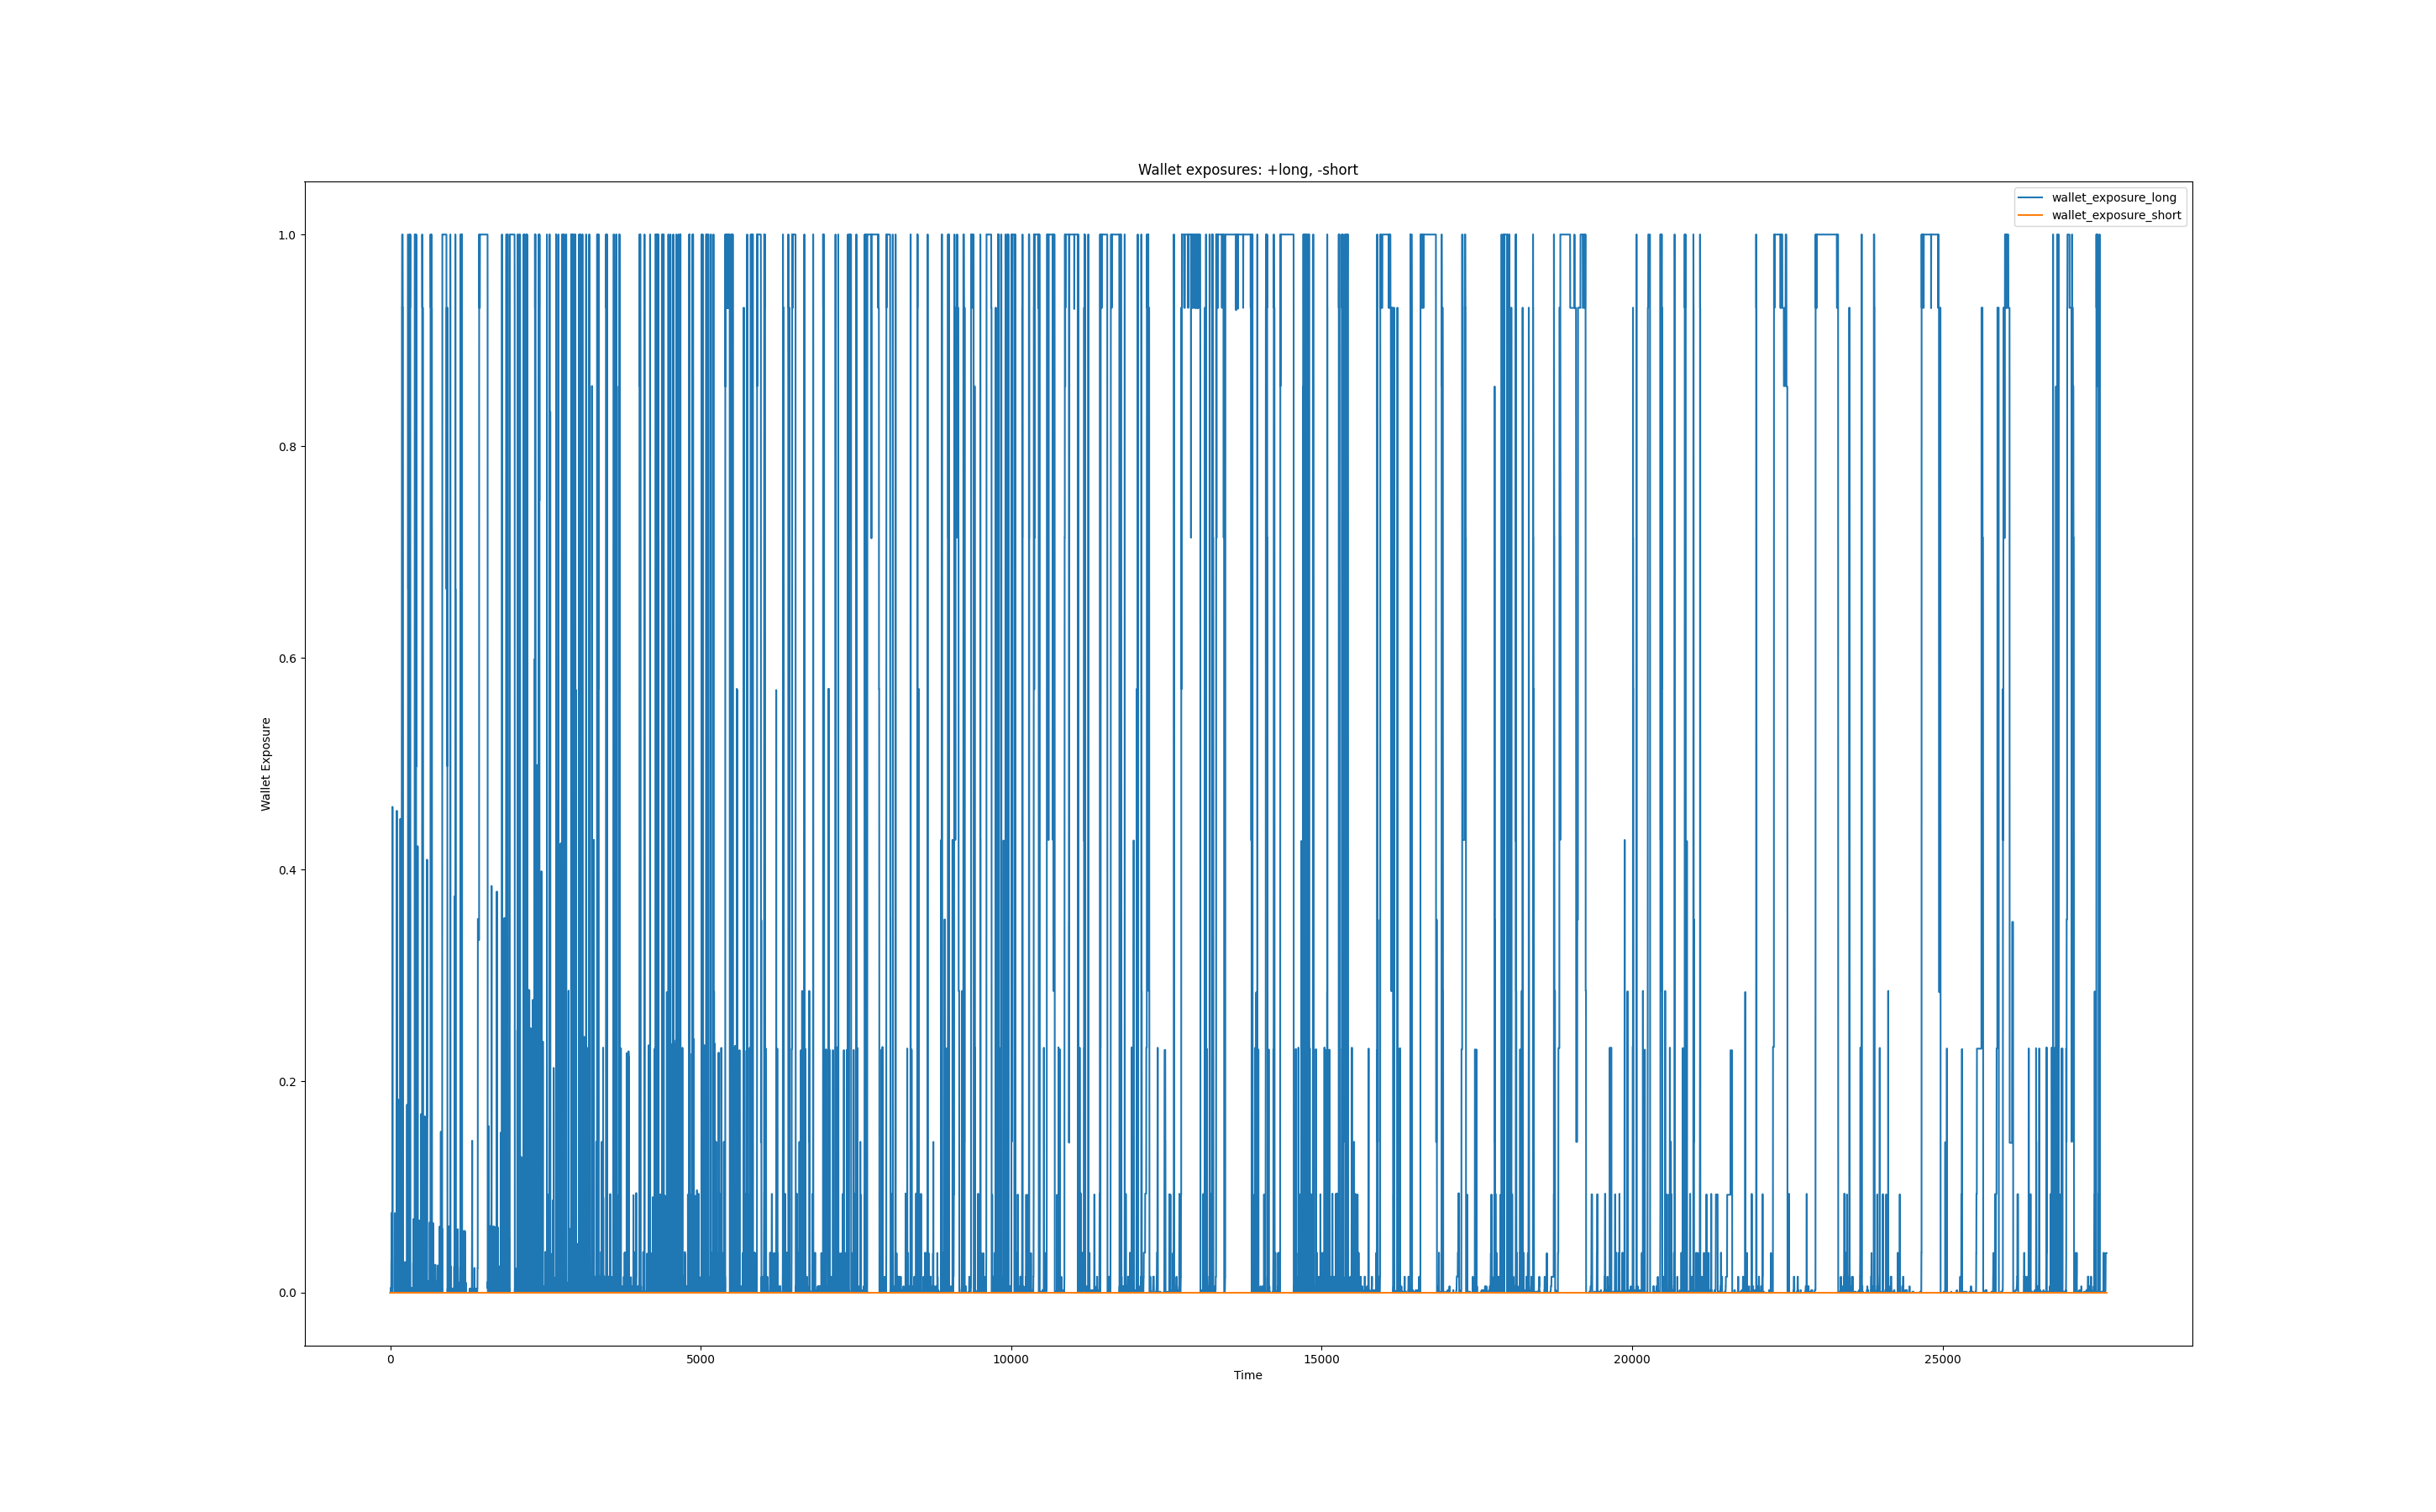 Wallet exposures: +long, -short
wallet_exposure_long
wallet_exposure_short
1.0
0.8
0.6
0.4
0.2
0.0
Wallet Exposure
0 5000 10000 15000 20000 25000
Time